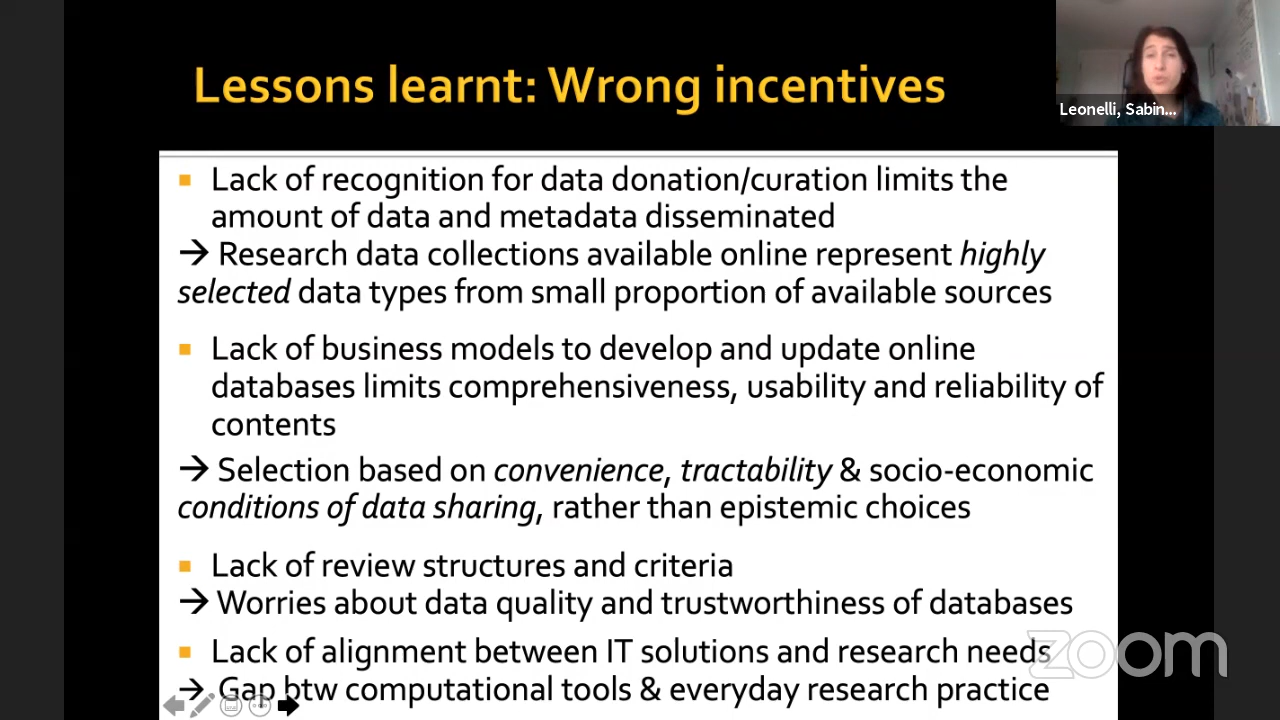 Lessons learnt: Wrong incentives
Leonelli, Sabin...
▪ Lack of recognition for data donation/curation limits the
amount of data and metadata disseminated
→ Research data collections available online represent highly
selected data types from small proportion of available sources
▪ Lack of business models to develop and update online
databases limits comprehensiveness, usability and reliability of
contents
→ Selection based on convenience, tractability & socio-economic
conditions of data sharing, rather than epistemic choices
▪ Lack of review structures and criteria
→ Worries about data quality and trustworthiness of databases
▪ Lack of alignment between IT solutions and research needs
→ Gap btw computational tools & everyday research practice
zoom